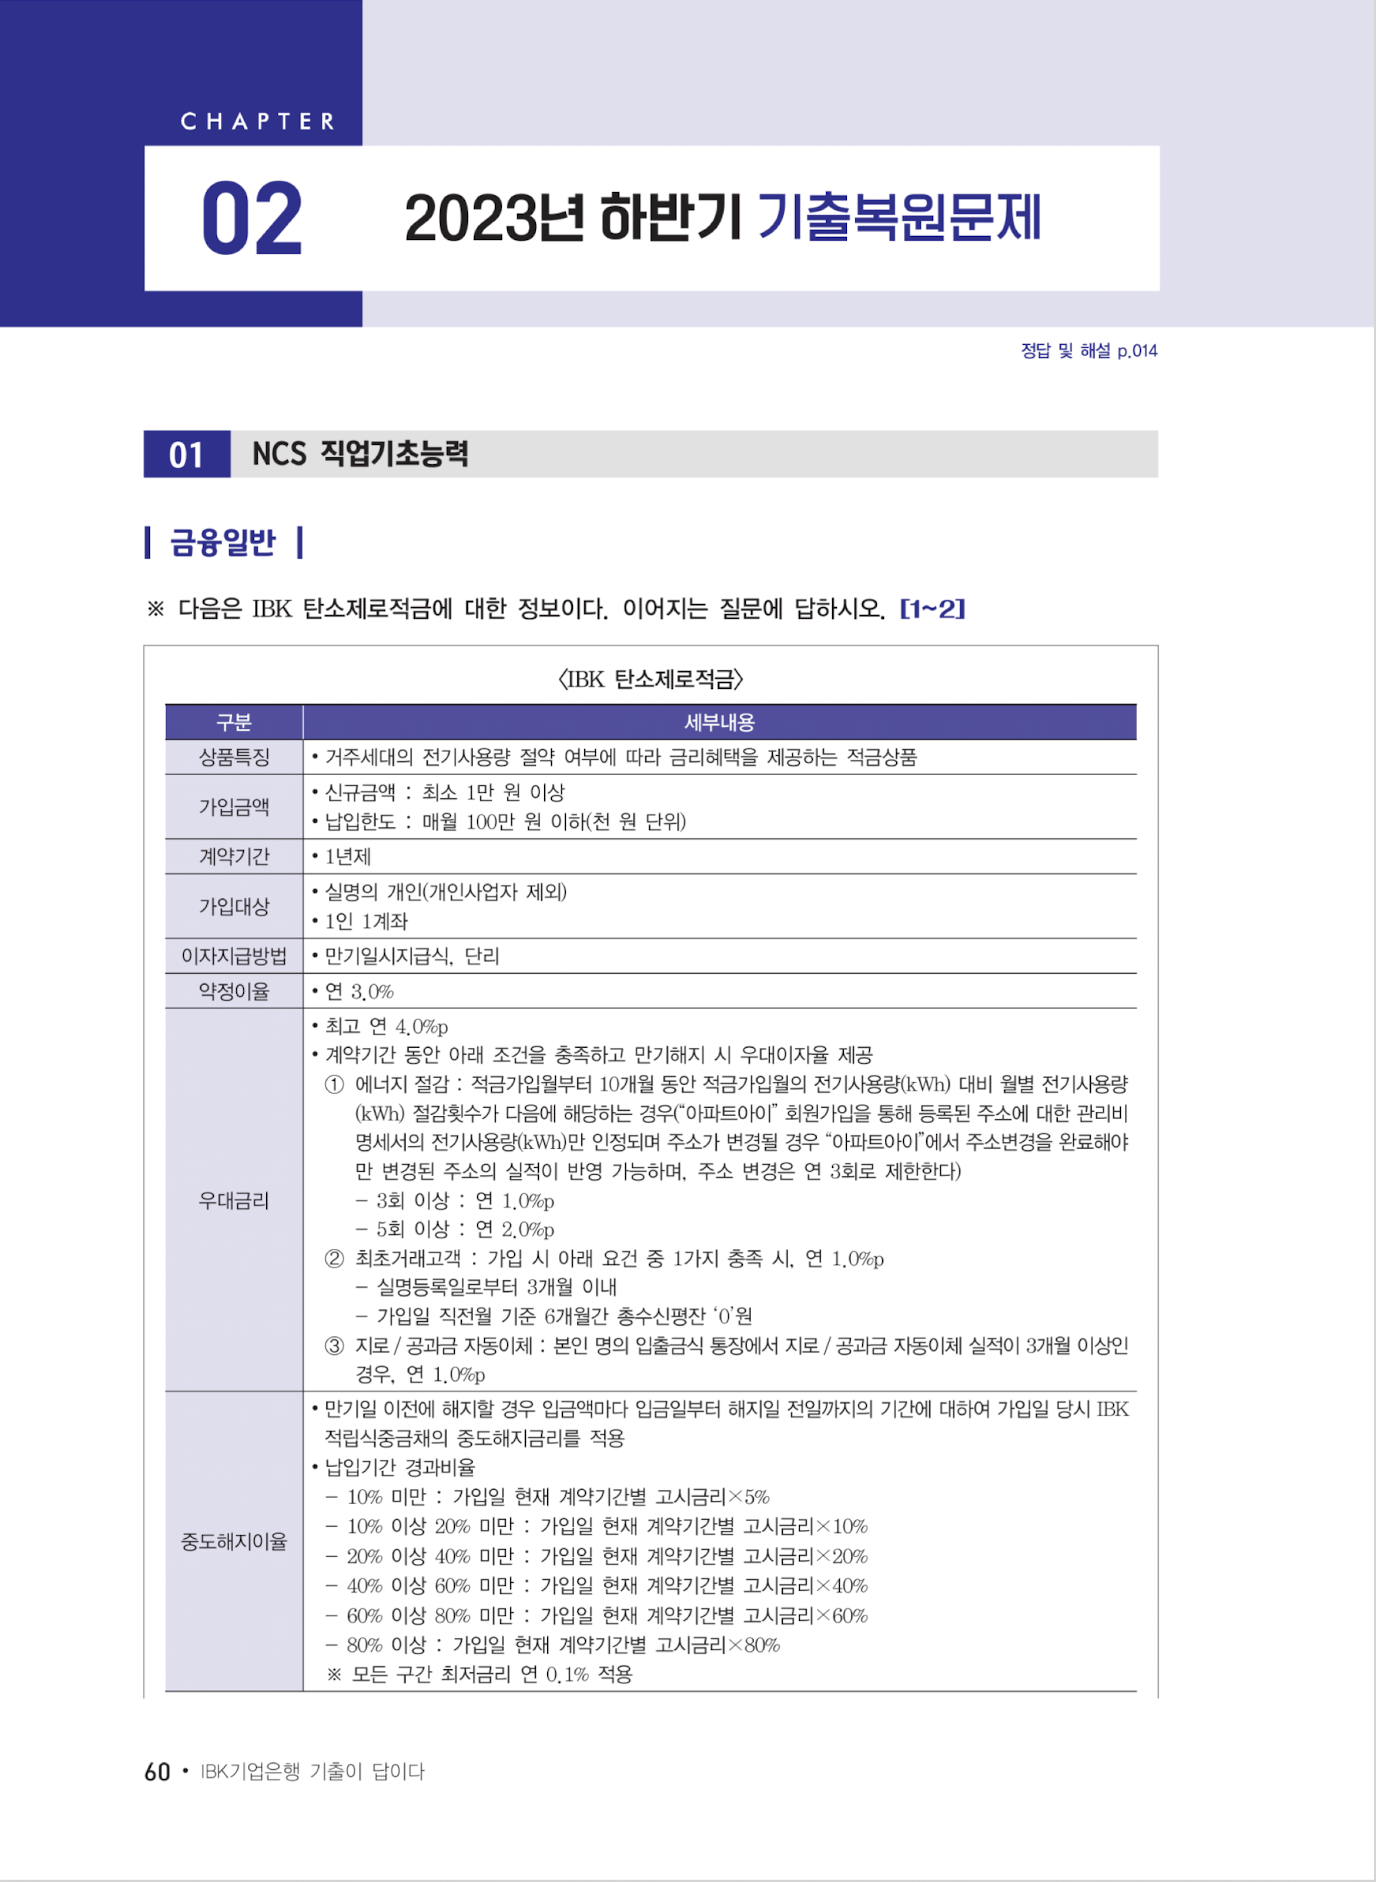 CHAPTER
02
2023년 하반기 기출복원문제
정답 및 해설 p.014
01 NCS 직업기초능력
금융일반
※ 다음은 IBK 탄소제로적금에 대한 정보이다. 이어지는 질문에 답하시오. [1~2]
〈IBK 탄소제로적금〉
구분 세부내용
상품특징 • 거주세대의 전기사용량 절약 여부에 따라 금리혜택을 제공하는 적금상품
가입금액
• 신규금액 : 최소 1만 원 이상
• 납입한도 : 매월 100만 원 이하(천 원 단위)
계약기간 • 1년제
가입대상
• 실명의 개인(개인사업자 제외)
• 1인 1계좌
이자지급방법 • 만기일시지급식, 단리
약정이율 • 연 3.0%
우대금리
• 최고 연 4.0%p
• 계약기간 동안 아래 조건을 충족하고 만기해지 시 우대이자율 제공
① 에너지 절감 : 적금가입월부터 10개월 동안 적금가입월의 전기사용량(kWh) 대비 월별 전기사용량
(kWh) 절감횟수가 다음에 해당하는 경우(“아파트아이” 회원가입을 통해 등록된 주소에 대한 관리비
명세서의 전기사용량(kWh)만 인정되며 주소가 변경될 경우 “아파트아이”에서 주소변경을 완료해야
만 변경된 주소의 실적이 반영 가능하며, 주소 변경은 연 3회로 제한한다)
- 3회 이상 : 연 1.0%p
- 5회 이상 : 연 2.0%p
② 최초거래고객 : 가입 시 아래 요건 중 1가지 충족 시, 연 1.0%p
- 실명등록일로부터 3개월 이내
- 가입일 직전월 기준 6개월간 총수신평잔 ‘0’원
③ 지로 / 공과금 자동이체 : 본인 명의 입출금식 통장에서 지로 / 공과금 자동이체 실적이 3개월 이상인
경우, 연 1.0%p
중도해지이율
• 만기일 이전에 해지할 경우 입금액마다 입금일부터 해지일 전일까지의 기간에 대하여 가입일 당시 IBK
적립식중금채의 중도해지금리를 적용
• 납입기간 경과비율
- 10% 미만 : 가입일 현재 계약기간별 고시금리×5%
- 10% 이상 20% 미만 : 가입일 현재 계약기간별 고시금리×10%
- 20% 이상 40% 미만 : 가입일 현재 계약기간별 고시금리×20%
- 40% 이상 60% 미만 : 가입일 현재 계약기간별 고시금리×40%
- 60% 이상 80% 미만 : 가입일 현재 계약기간별 고시금리×60%
- 80% 이상 : 가입일 현재 계약기간별 고시금리×80%
※ 모든 구간 최저금리 연 0.1% 적용
60 • IBK기업은행 기출이 답이다